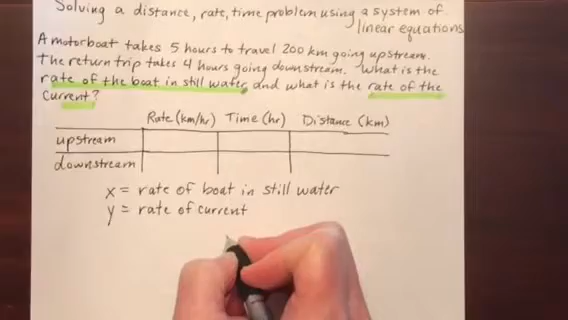 Solving a distance, rate, time problem using a system of
linear equations
A motorboat takes 5 hours to travel 200 km going upstream.
The return trip takes 4 hours going downstream. What is the
rate of the boat in still water and what is the rate of the
current?
Rate (km/hr) Time (hr) Distance (km)
upstream
downstream
x = rate of boat in still water
y = rate of current